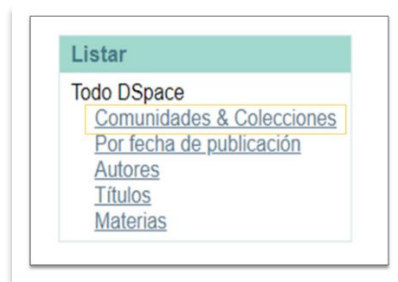 Listar
Todo DSpace
Comunidades & Colecciones
Por fecha de publicación
Autores
Títulos
Materias